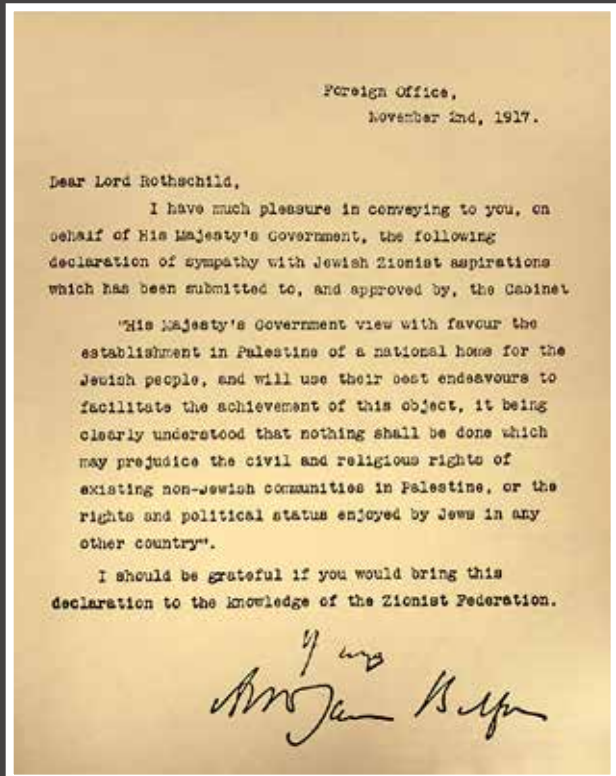 Foreign Office,
November 2nd, 1917.
Dear Lord Rothschild,
I have much pleasure in conveying to you, on
behalf of His Majesty's Government, the following
declaration of sympathy with Jewish Zionist aspirations
which has been submitted to, and approved by, the Cabinet
"His Majesty's Government view with favour the
establishment in Palestine of a national home for the
Jewish people, and will use their best endeavours to
facilitate the achievement of this object, it being
clearly understood that nothing shall be done which
may prejudice the civil and religious rights of
existing non-Jewish communities in Palestine, or the
rights and political status enjoyed by Jews in any
other country".
I should be grateful if you would bring this
declaration to the knowledge of the Zionist Federation.
James Balfour